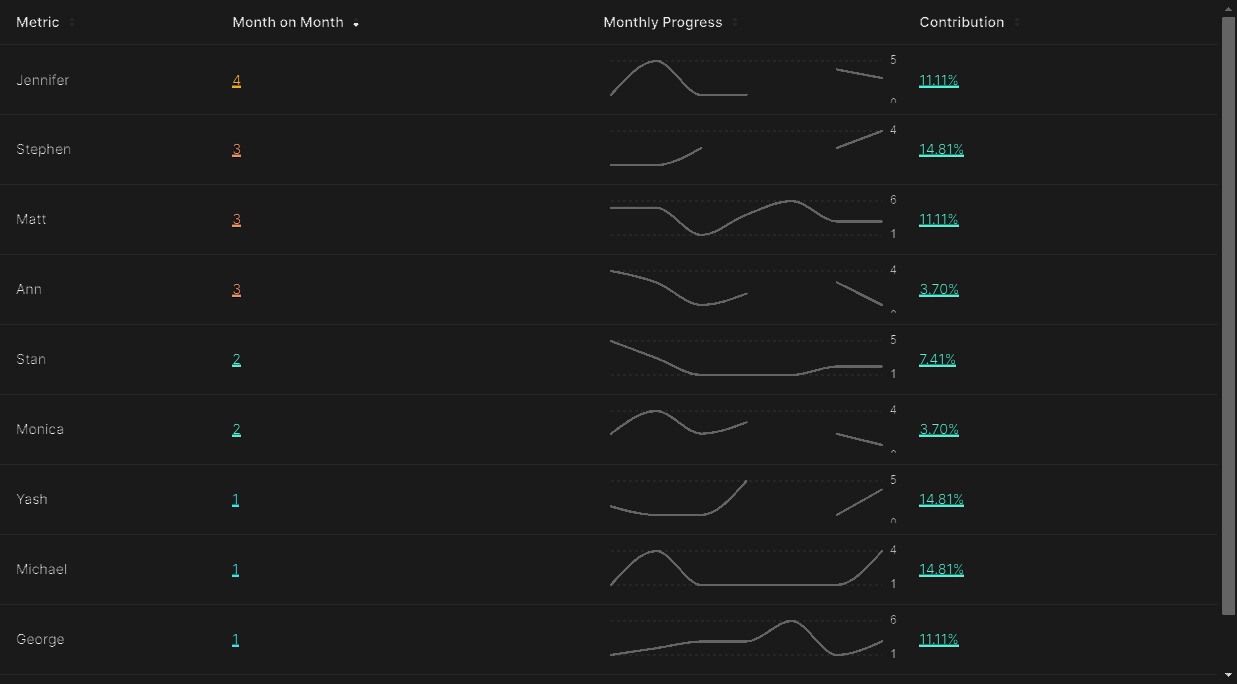 Metric Month on Month Monthly Progress Contribution
Jennifer 4 5 0 11.11%
Stephen 3 4 14.81%
Matt 3 6 1 11.11%
Ann 3 4 0 3.70%
Stan 2 5 1 7.41%
Monica 2 4 0 3.70%
Yash 1 5 0 14.81%
Michael 1 4 1 14.81%
George 1 6 1 11.11%